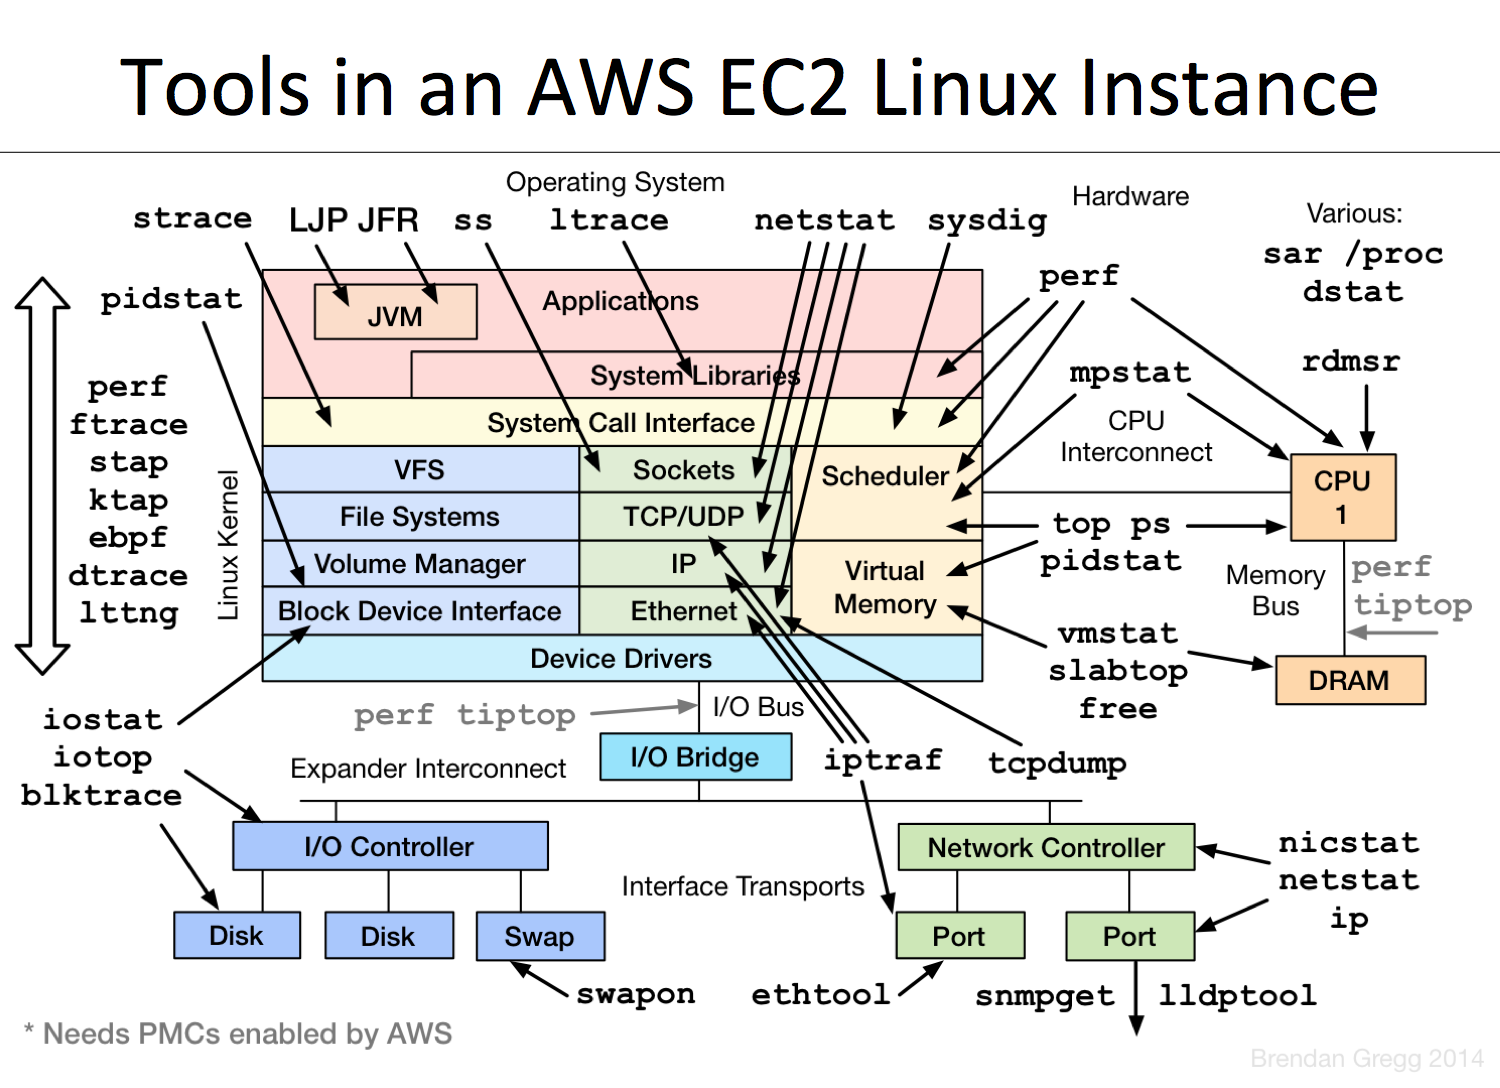 Tools in an AWS EC2 Linux Instance
Operating System
Hardware
Various:
strace
LJP JFR
ss
ltrace
netstat
sysdig
sar /proc
dstat
perf
pidstat
JVM
Applications
rdmsr
mpstat
System Libraries
perf
ftrace
stap
ktap
ebpf
dtrace
lttng
Linux Kernel
System Call Interface
CPU
Interconnect
VFS
Sockets
Scheduler
CPU
1
File Systems
TCP/UDP
top ps
pidstat
Volume Manager
IP
Virtual
Memory
Memory
Bus
perf
tiptop
Block Device Interface
Ethernet
vmstat
slabtop
free
Device Drivers
DRAM
iostat
iotop
blktrace
perf tiptop
I/O Bus
I/O Bridge
iptraf
tcpdump
Expander Interconnect
I/O Controller
Network Controller
nicstat
netstat
ip
Interface Transports
Disk
Disk
Swap
Port
Port
swapon
ethtool
snmpget
lldptool
* Needs PMCs enabled by AWS
Brendan Gregg 2014